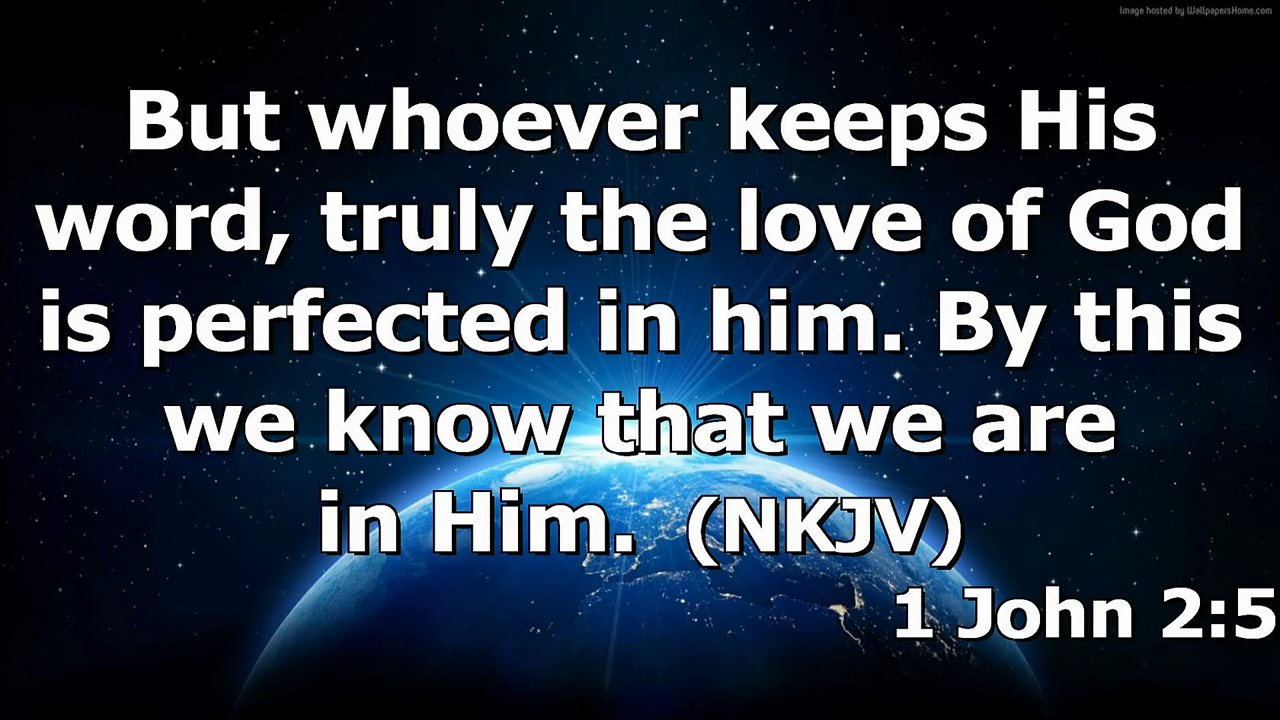 Image hosted by WallpapersHome.com
But whoever keeps His
word, truly the love of God
is perfected in him. By this
we know that we are
in Him. (NKJV)
1 John 2:5